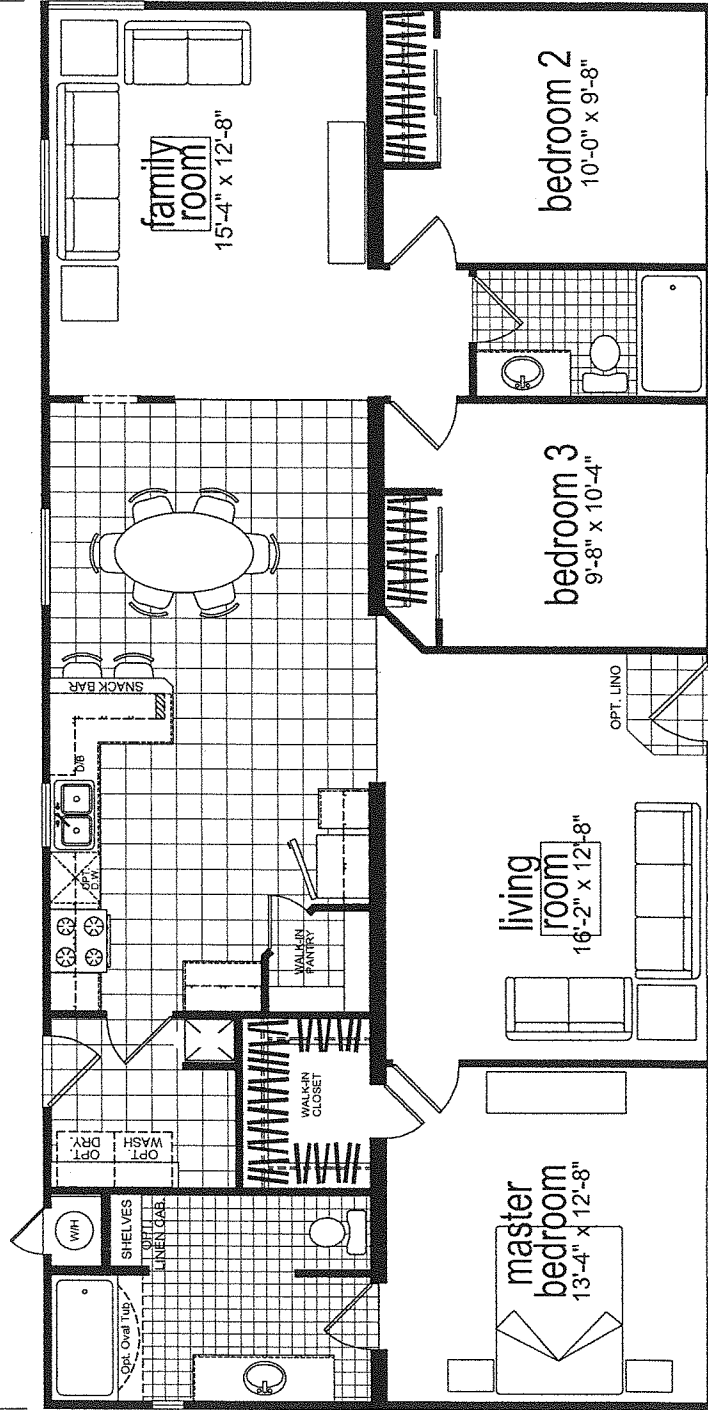 family
room
15'-4" x 12'-8"
bedroom 2
10'-0" x 9'-8"
SNACK BAR
D/B
OPT.
D.W.
WALK-IN
PANTRY
bedroom 3
9'-8" x 10'-4"
OPT. LINO
living
room
16'-2" x 12'-8"
OPT.
DRY.
OPT.
WASH
WALK-IN
CLOSET
W/H
SHELVES
OPT.
LINEN CAB.
Opt. Oval Tub
master
bedroom
13'-4" x 12'-8"